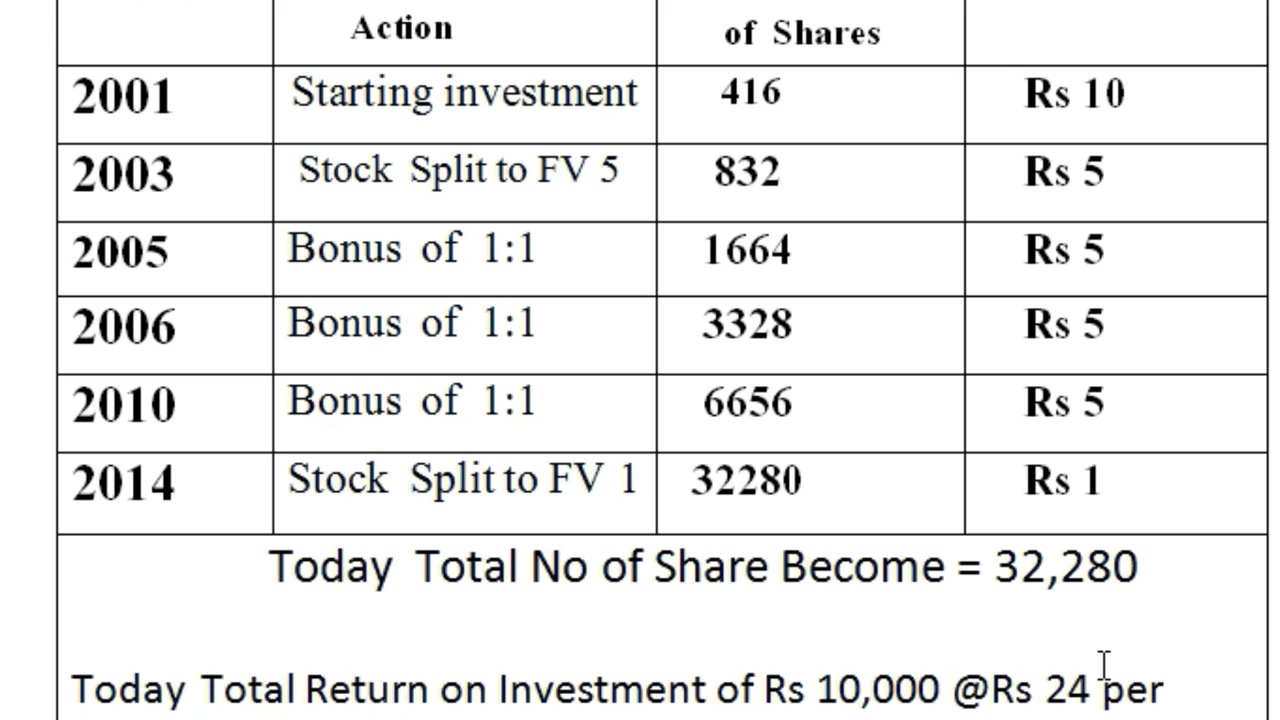 Action of Shares
2001 Starting investment 416 Rs 10
2003 Stock Split to FV 5 832 Rs 5
2005 Bonus of 1:1 1664 Rs 5
2006 Bonus of 1:1 3328 Rs 5
2010 Bonus of 1:1 6656 Rs 5
2014 Stock Split to FV 1 32280 Rs 1
Today Total No of Share Become = 32,280
Today Total Return on Investment of Rs 10,000 @Rs 24 per